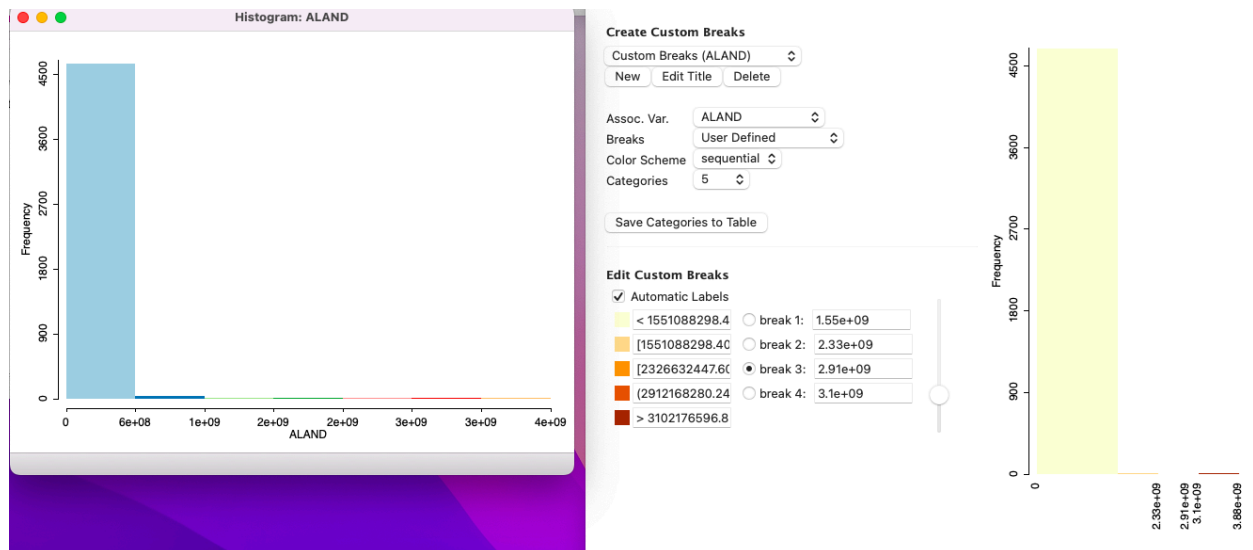 Histogram: ALAND
4500
3600
2700
1800
900
0
Frequency
0 6e+08 1e+09 2e+09 2e+09 3e+09 3e+09 4e+09
ALAND
Create Custom Breaks
Custom Breaks (ALAND)
New Edit Title Delete
Assoc. Var. ALAND
Breaks User Defined
Color Scheme sequential
Categories 5
Save Categories to Table
Edit Custom Breaks
Automatic Labels
< 1551088298.4 break 1: 1.55e+09
[1551088298.40 break 2: 2.33e+09
[2326632447.60 break 3: 2.91e+09
(2912168280.24 break 4: 3.1e+09
> 3102176596.8
4500
3600
2700
1800
900
0
Frequency
0 2.33e+09 2.91e+09 3.1e+09 3.88e+09